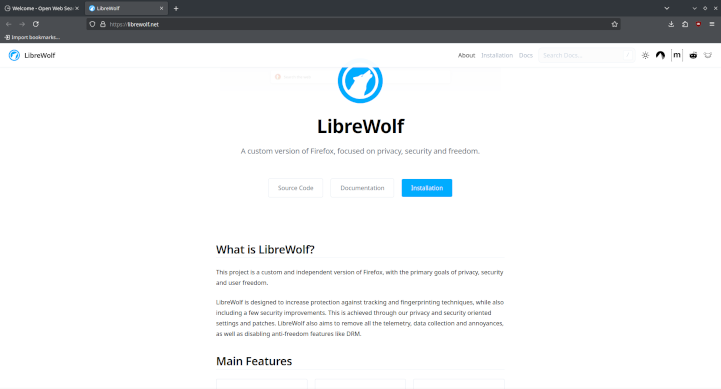 Welcome - Open Web Sea
LibreWolf
https://librewolf.net
Import bookmarks...
LibreWolf
About Installation Docs Search Docs...
m
LibreWolf
A custom version of Firefox, focused on privacy, security and freedom.
Source Code Documentation Installation
What is LibreWolf?
This project is a custom and independent version of Firefox, with the primary goals of privacy, security
and user freedom.
LibreWolf is designed to increase protection against tracking and fingerprinting techniques, while also
including a few security improvements. This is achieved through our privacy and security oriented
settings and patches. LibreWolf also aims to remove all the telemetry, data collection and annoyances,
as well as disabling anti-freedom features like DRM.
Main Features